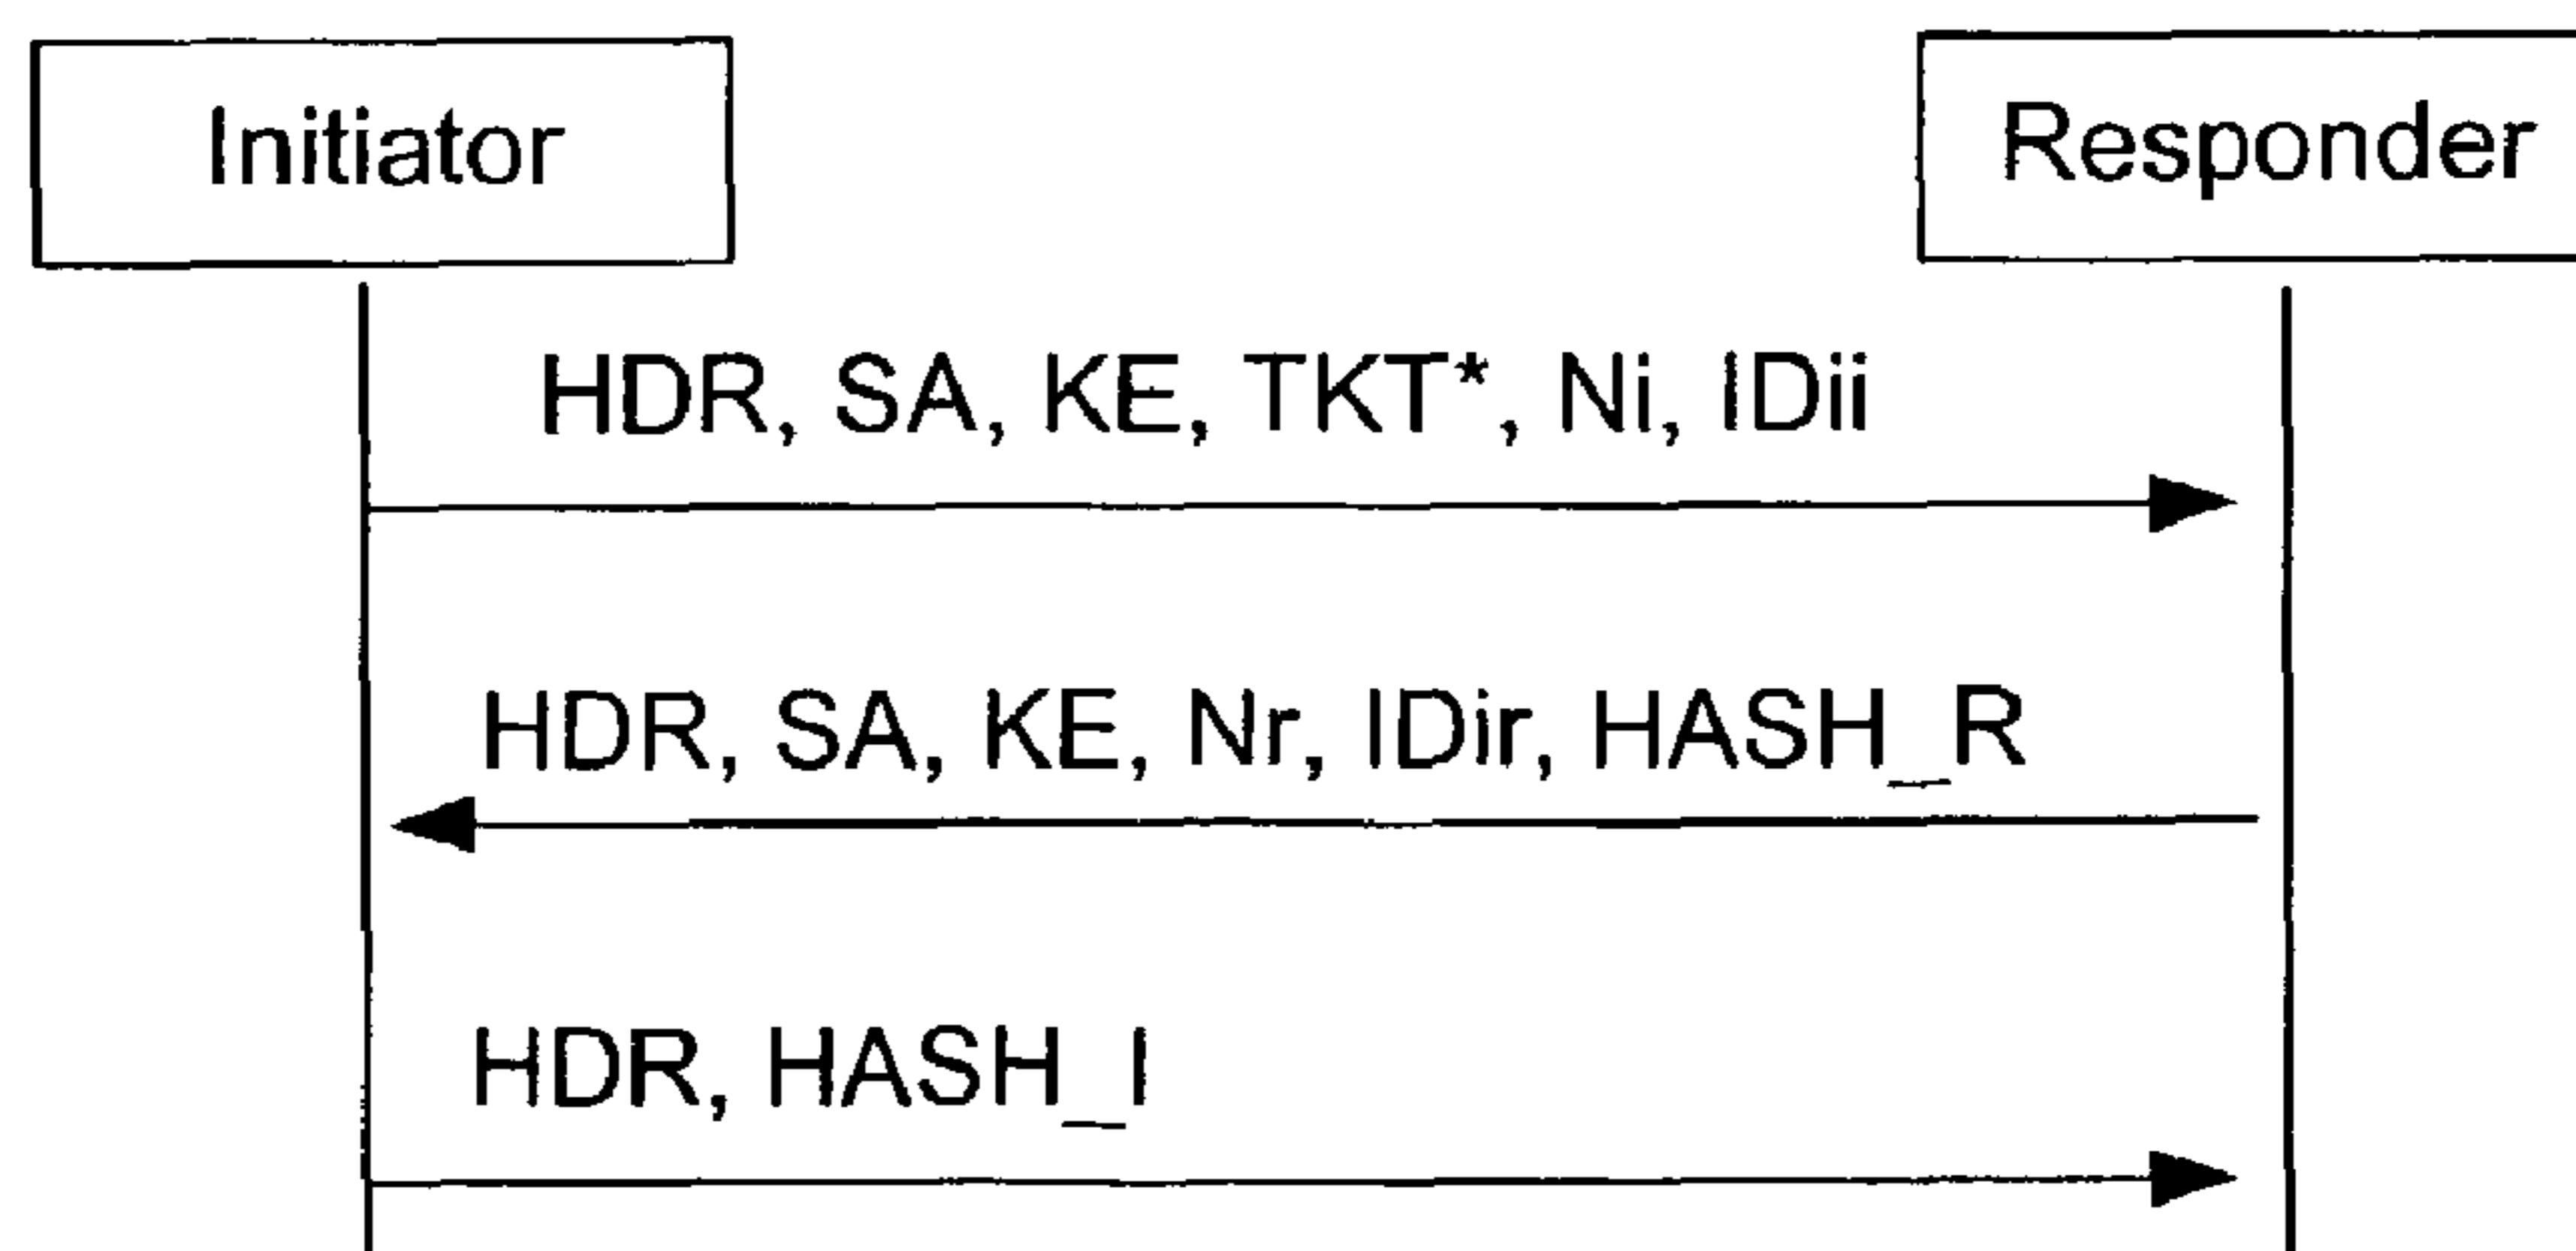 Initiator
Responder
HDR, SA, KE, TKT*, Ni, IDii
HDR, SA, KE, Nr, IDir, HASH_R
HDR, HASH_I